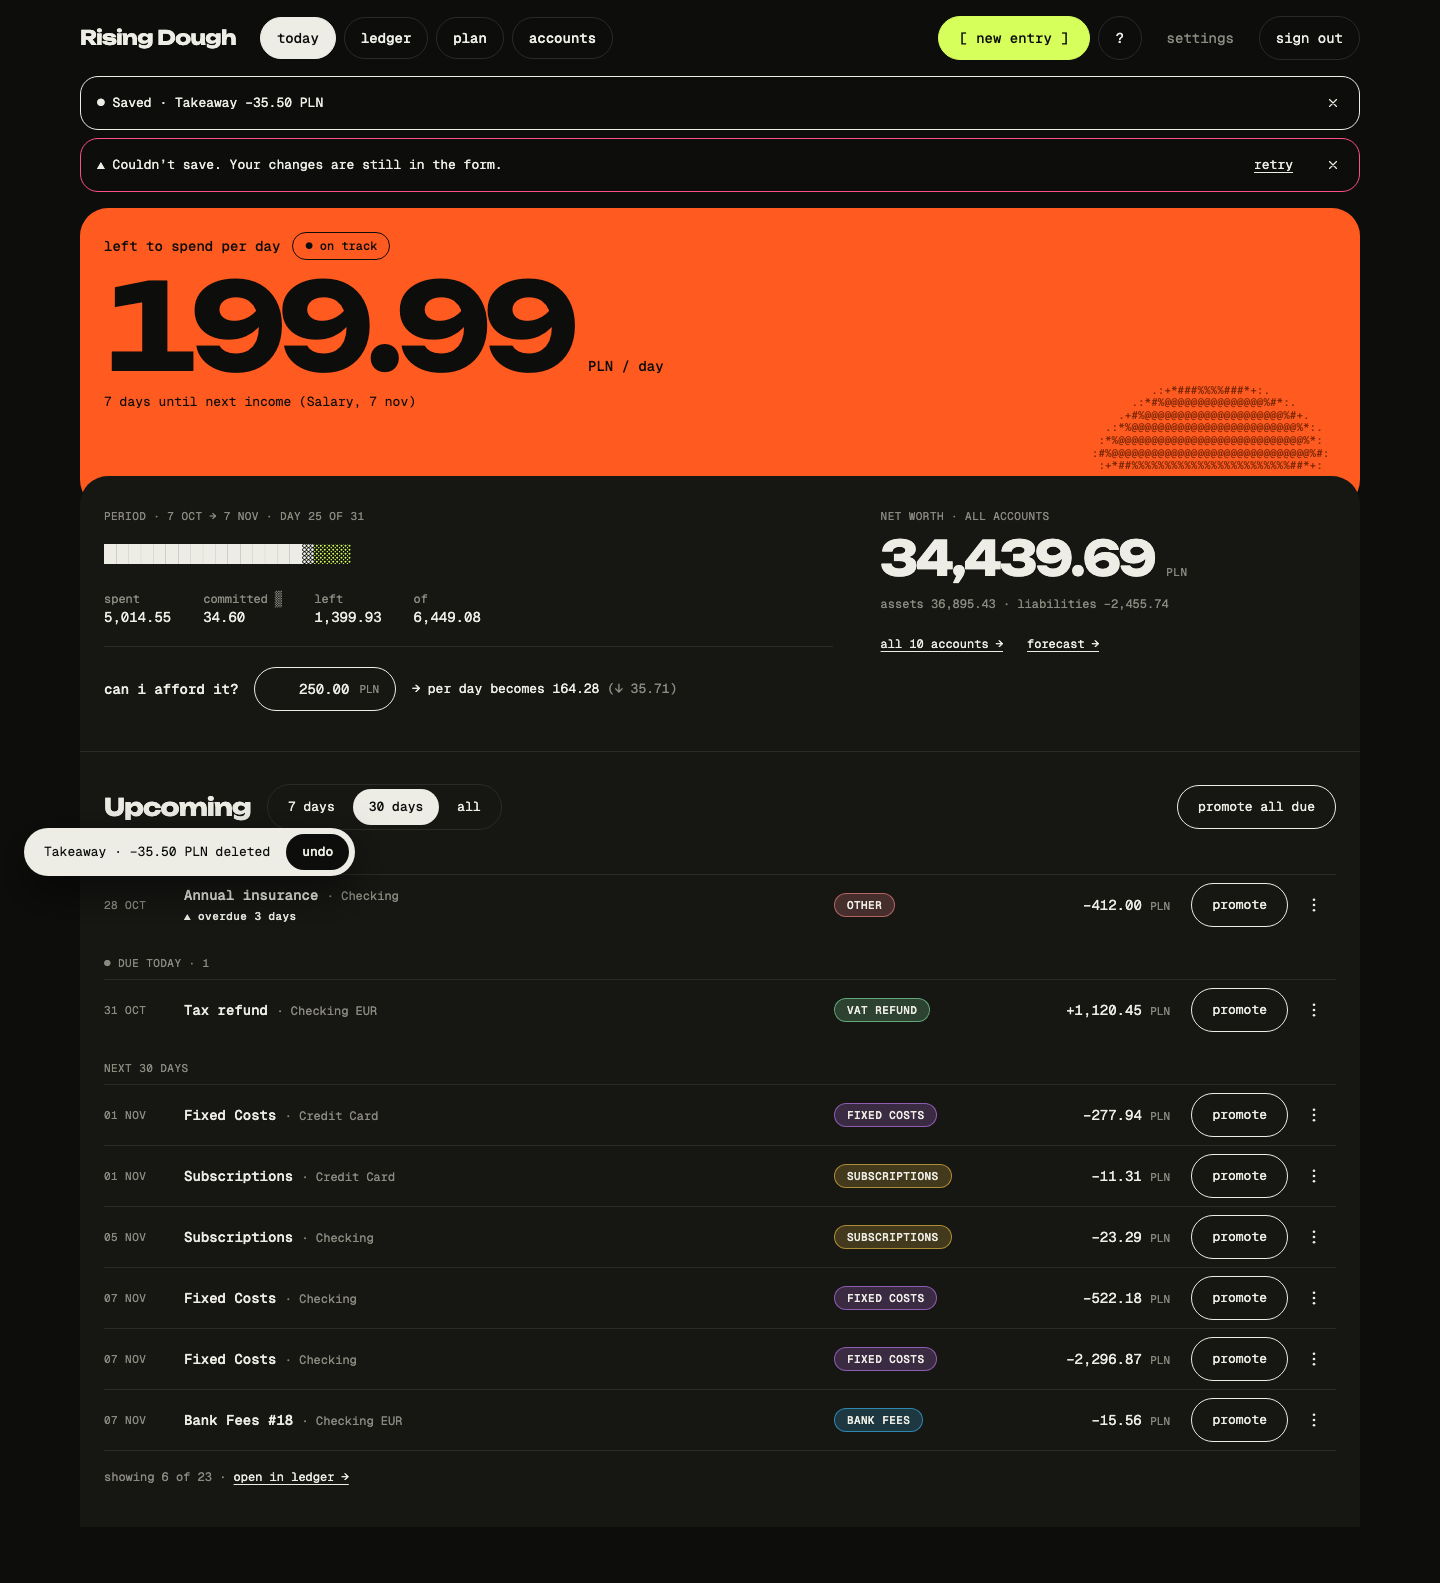 Rising Dough today ledger plan accounts [ new entry ] ? settings sign out
● Saved · Takeaway −35.50 PLN ×
▲ Couldn't save. Your changes are still in the form. retry ×
left to spend per day ● on track
199.99 PLN / day
7 days until next income (Salary, 7 nov)
PERIOD · 7 OCT → 7 NOV · DAY 25 OF 31
spent committed ▒ left of
5,014.55 34.60 1,399.93 6,449.08
can i afford it? 250.00 PLN → per day becomes 164.28 (↓ 35.71)
NET WORTH · ALL ACCOUNTS
34,439.69 PLN
assets 36,895.43 · liabilities −2,455.74
all 10 accounts → forecast →
Upcoming 7 days 30 days all promote all due
Takeaway · −35.50 PLN deleted undo
28 OCT Annual insurance · Checking OTHER −412.00 PLN promote ⋮
▲ overdue 3 days
● DUE TODAY · 1
31 OCT Tax refund · Checking EUR VAT REFUND +1,120.45 PLN promote ⋮
NEXT 30 DAYS
01 NOV Fixed Costs · Credit Card FIXED COSTS −277.94 PLN promote ⋮
01 NOV Subscriptions · Credit Card SUBSCRIPTIONS −11.31 PLN promote ⋮
05 NOV Subscriptions · Checking SUBSCRIPTIONS −23.29 PLN promote ⋮
07 NOV Fixed Costs · Checking FIXED COSTS −522.18 PLN promote ⋮
07 NOV Fixed Costs · Checking FIXED COSTS −2,296.87 PLN promote ⋮
07 NOV Bank Fees #18 · Checking EUR BANK FEES −15.56 PLN promote ⋮
showing 6 of 23 · open in ledger →